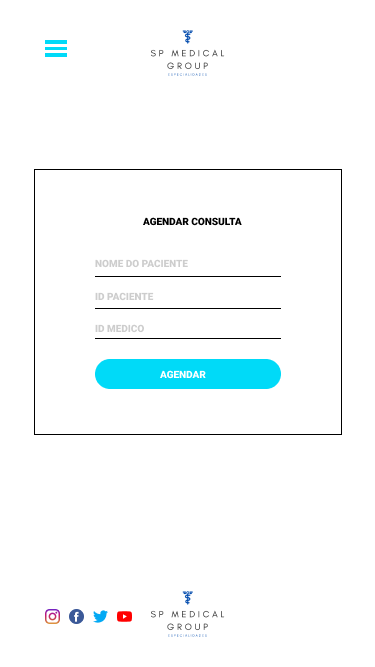 SP MEDICAL
GROUP
ESPECIALIDADES
AGENDAR CONSULTA
NOME DO PACIENTE
ID PACIENTE
ID MEDICO
AGENDAR
SP MEDICAL
GROUP
ESPECIALIDADES